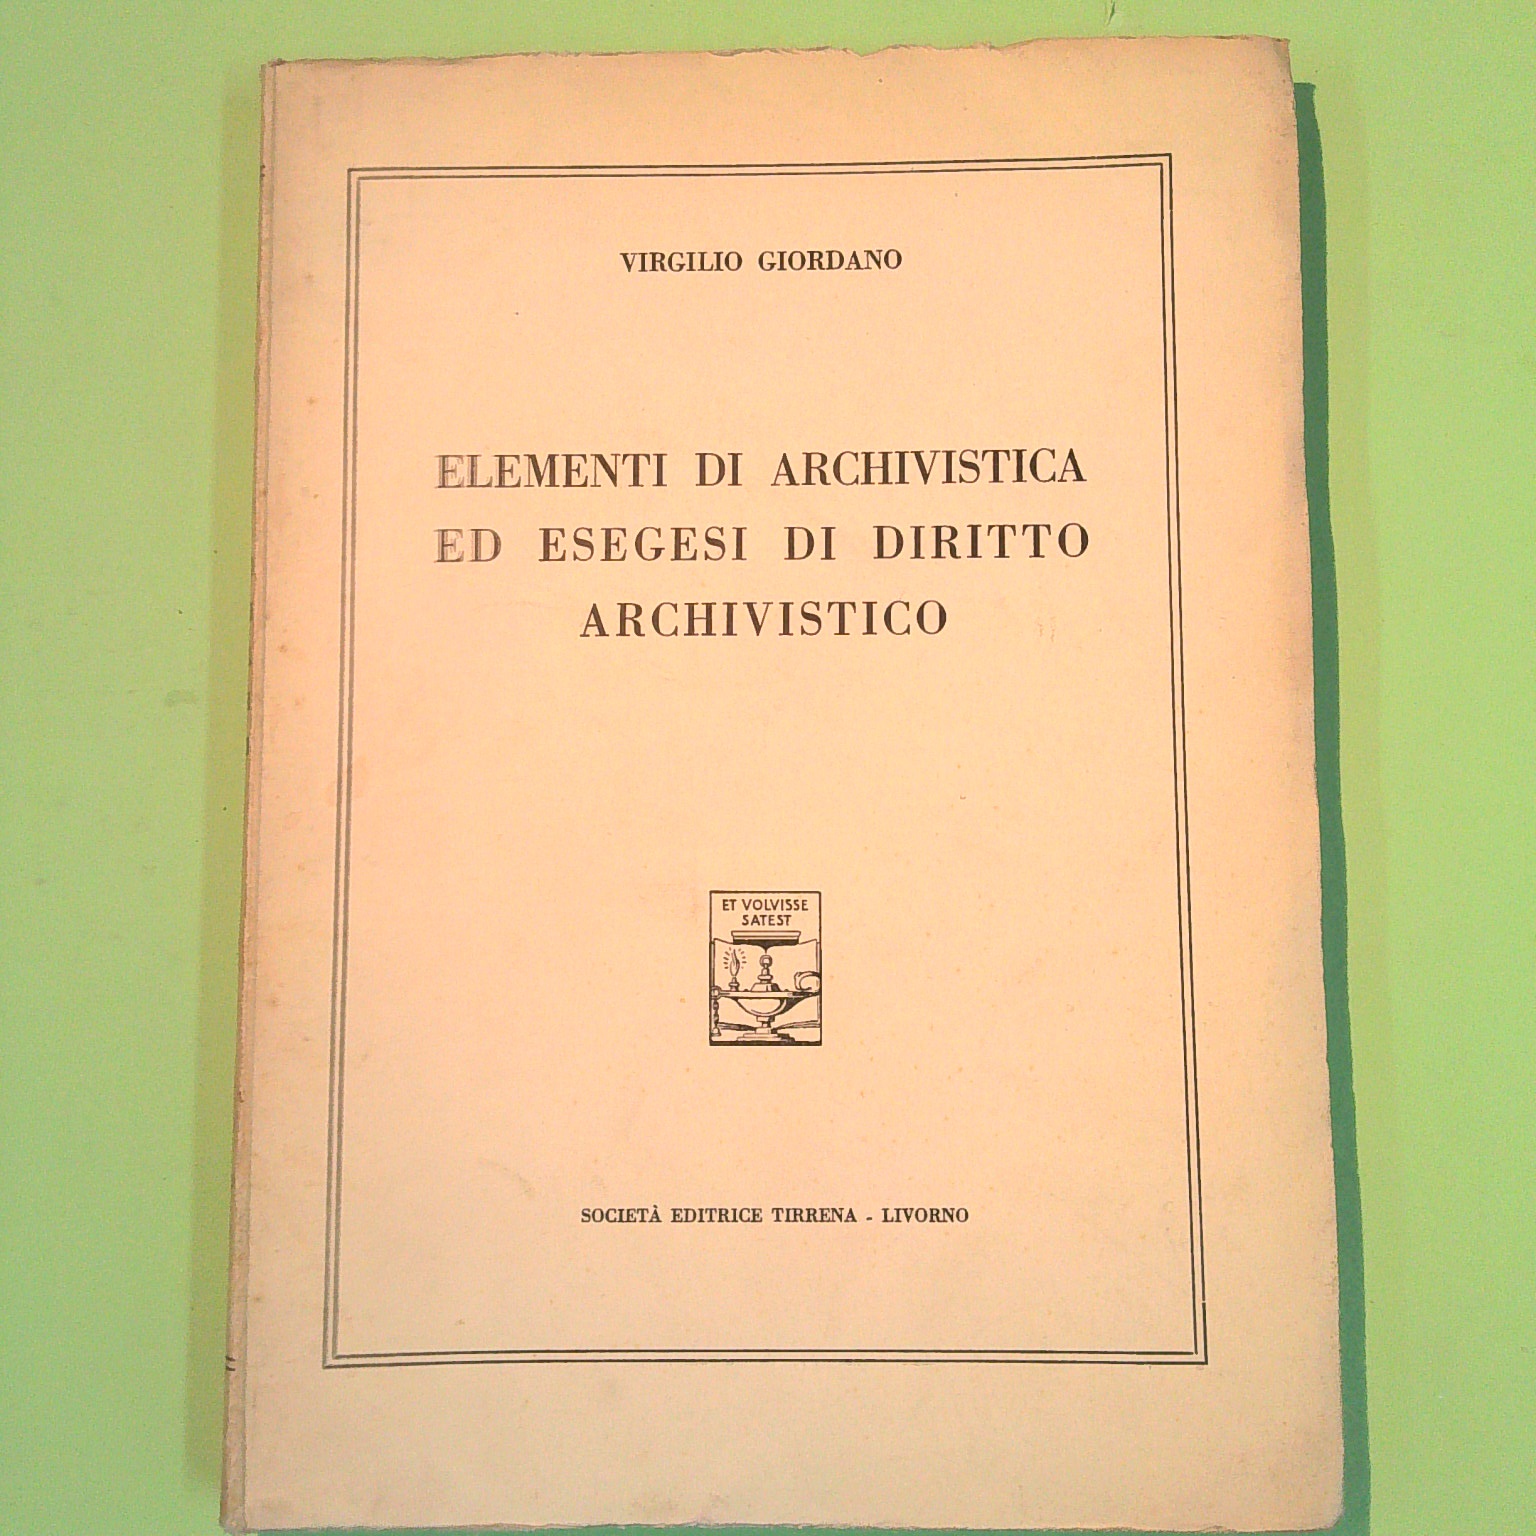 VIRGILIO GIORDANO
ELEMENTI DI ARCHIVISTICA
ED ESEGESI DI DIRITTO
ARCHIVISTICO
ET VOLVISSE
SATEST
SOCIETÀ EDITRICE TIRRENA - LIVORNO